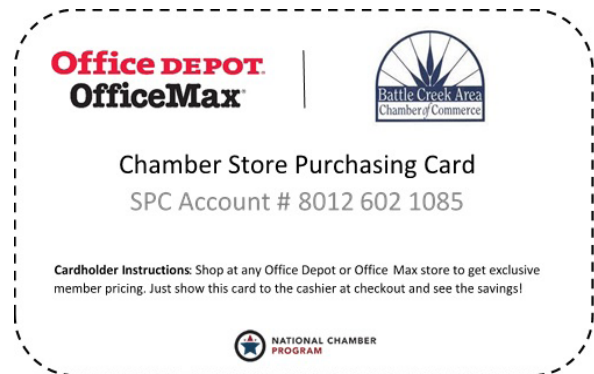 Office DEPOT.
OfficeMax
Battle Creek Area
Chamber of Commerce
Chamber Store Purchasing Card
SPC Account # 8012 602 1085
Cardholder Instructions: Shop at any Office Depot or Office Max store to get exclusive
member pricing. Just show this card to the cashier at checkout and see the savings!
NATIONAL CHAMBER
PROGRAM